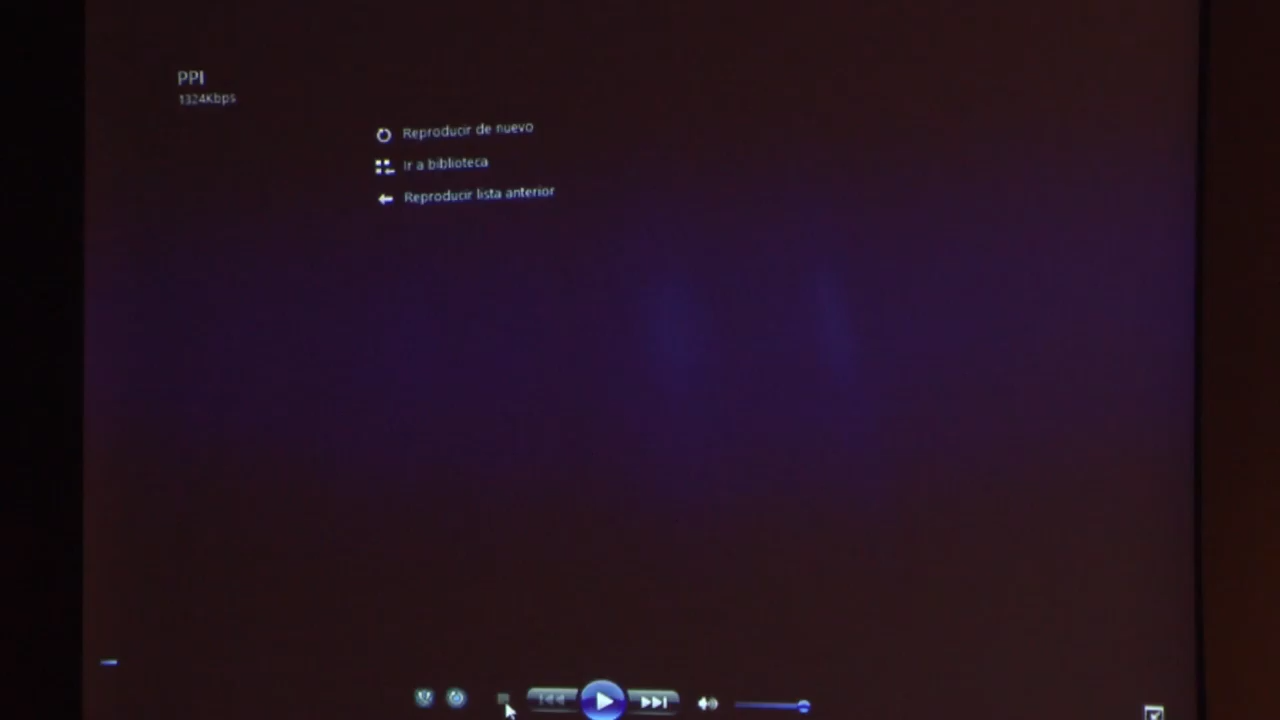 PPI
1324Kbps
Reproducir de nuevo
Ir a biblioteca
Reproducir lista anterior